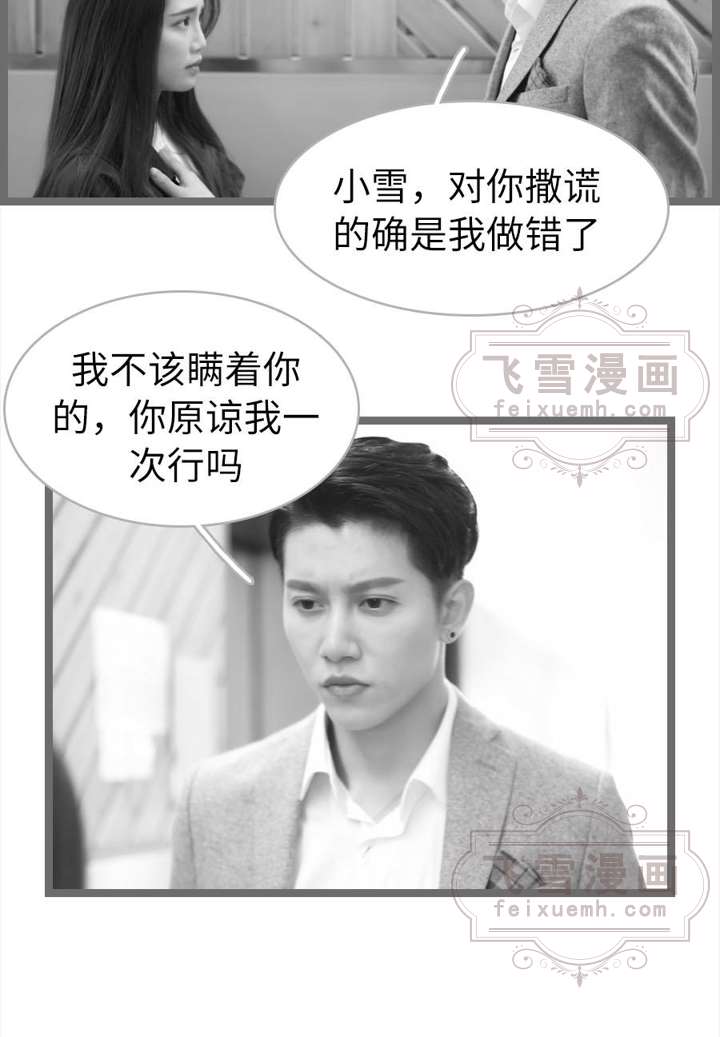 小雪，对你撒谎
的确是我做错了
我不该瞒着你
的，你原谅我一
次行吗
飞雪漫画
feixuemh.com
飞雪漫画
feixuemh.com